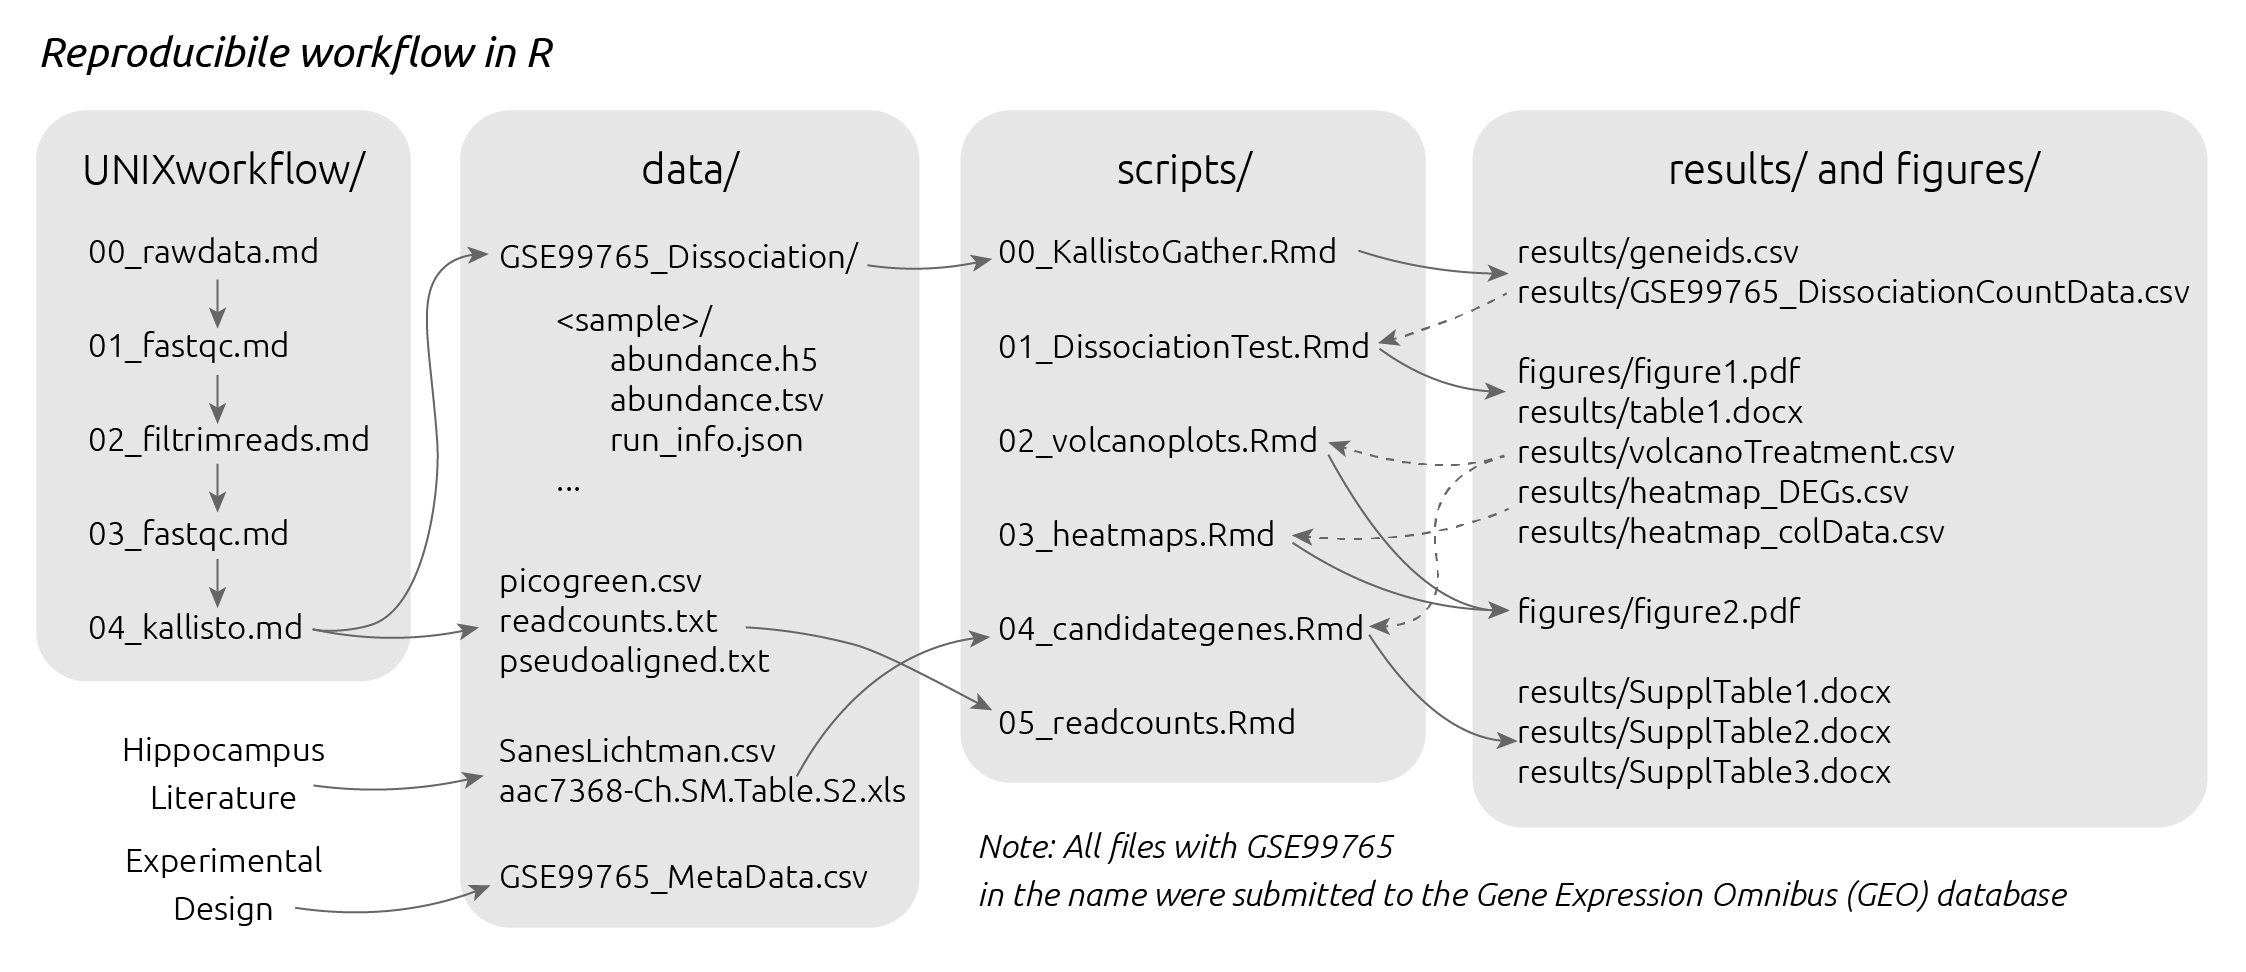 Reproducibile workflow in R
UNIXworkflow/
00_rawdata.md
01_fastqc.md
02_filtrimreads.md
03_fastqc.md
04_kallisto.md
Hippocampus
Literature
Experimental
Design
data/
GSE99765_Dissociation/
<sample>/
abundance.h5
abundance.tsv
run_info.json
...
picogreen.csv
readcounts.txt
pseudoaligned.txt
SanesLichtman.csv
aac7368-Ch.SM.Table.S2.xls
GSE99765_MetaData.csv
scripts/
00_KallistoGather.Rmd
01_DissociationTest.Rmd
02_volcanoplots.Rmd
03_heatmaps.Rmd
04_candidategenes.Rmd
05_readcounts.Rmd
results/ and figures/
results/geneids.csv
results/GSE99765_DissociationCountData.csv
figures/figure1.pdf
results/table1.docx
results/volcanoTreatment.csv
results/heatmap_DEGs.csv
results/heatmap_colData.csv
figures/figure2.pdf
results/SupplTable1.docx
results/SupplTable2.docx
results/SupplTable3.docx
Note: All files with GSE99765
in the name were submitted to the Gene Expression Omnibus (GEO) database